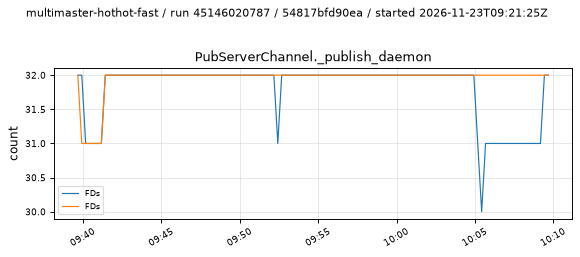 multimaster-hothot-fast / run 45146020787 / 54817bfd90ea / started 2026-11-23T09:21:25Z
PubServerChannel._publish_daemon
count
32.0
31.5
31.0
30.5
30.0
FDs
FDs
09:40
09:45
09:50
09:55
10:00
10:05
10:10